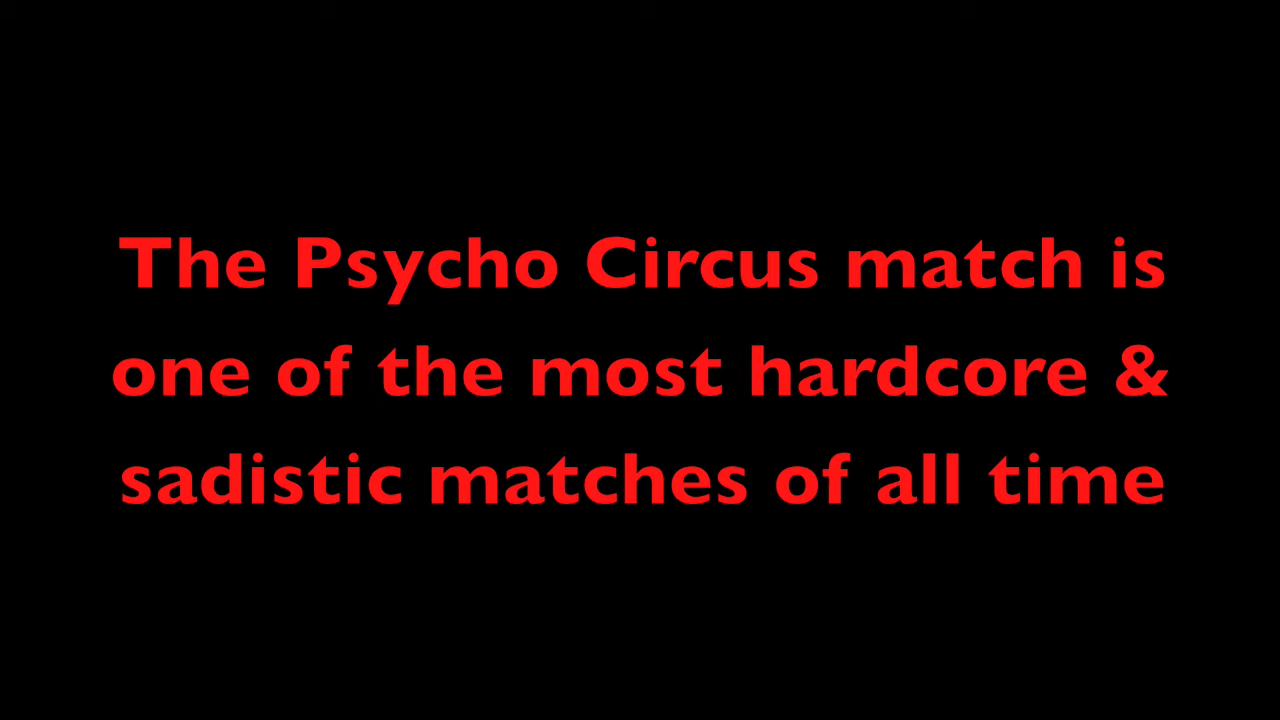 The Psycho Circus match is
one of the most hardcore &
sadistic matches of all time